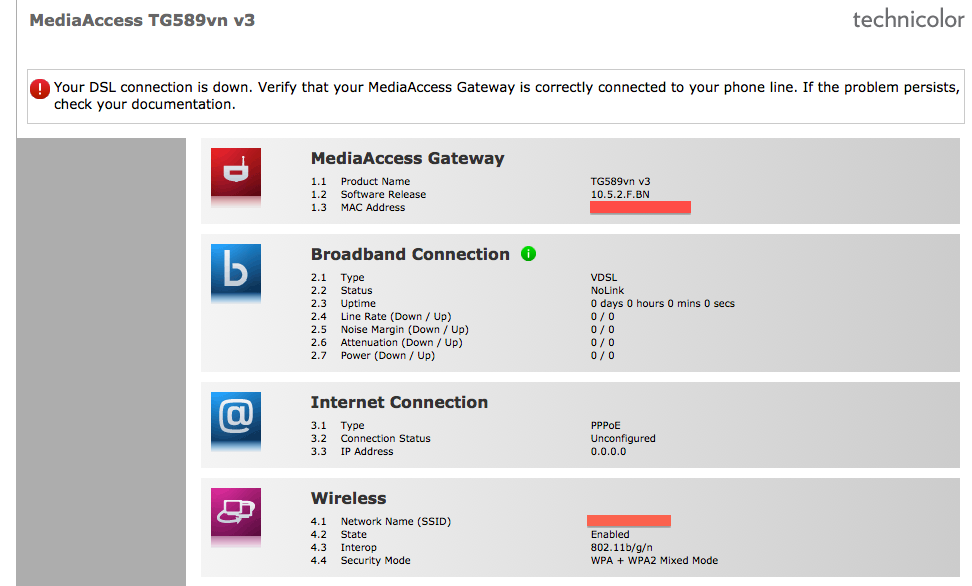 MediaAccess TG589vn v3
technicolor
Your DSL connection is down. Verify that your MediaAccess Gateway is correctly connected to your phone line. If the problem persists,
check your documentation.
MediaAccess Gateway
1.1 Product Name TG589vn v3
1.2 Software Release 10.5.2.F.BN
1.3 MAC Address
b
Broadband Connection i
2.1 Type VDSL
2.2 Status NoLink
2.3 Uptime 0 days 0 hours 0 mins 0 secs
2.4 Line Rate (Down / Up) 0 / 0
2.5 Noise Margin (Down / Up) 0 / 0
2.6 Attenuation (Down / Up) 0 / 0
2.7 Power (Down / Up) 0 / 0
@
Internet Connection
3.1 Type PPPoE
3.2 Connection Status Unconfigured
3.3 IP Address 0.0.0.0
Wireless
4.1 Network Name (SSID)
4.2 State Enabled
4.3 Interop 802.11b/g/n
4.4 Security Mode WPA + WPA2 Mixed Mode